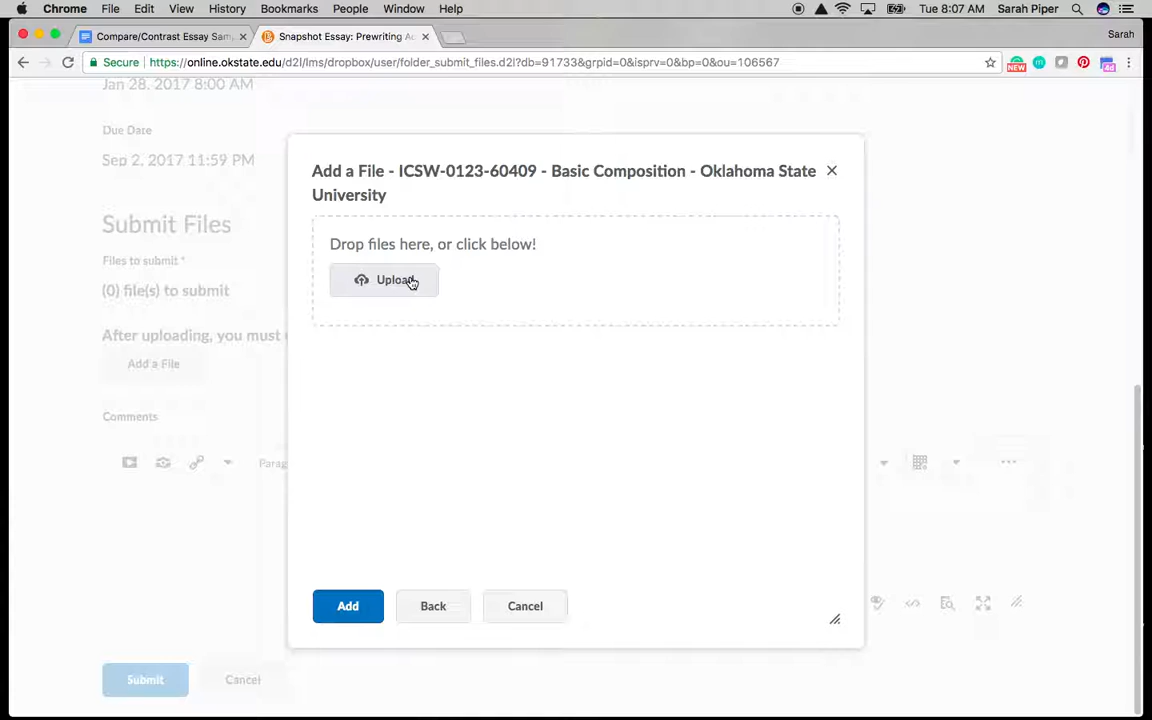 Chrome File Edit View History Bookmarks People Window Help Tue 8:07 AM Sarah Piper
Compare/Contrast Essay Sam Snapshot Essay: Prewriting Ac Sarah
Secure https://online.okstate.edu/d2l/lms/dropbox/user/folder_submit_files.d2l?db=91733&grpid=0&isprv=0&bp=0&ou=106567
NEW
Ad
Jan 28, 2017 8:00 AM
Due Date
Sep 2, 2017 11:59 PM
Submit Files
Files to submit *
(0) file(s) to submit
After uploading, you must
Add a File
Comments
Add a File - ICSW-0123-60409 - Basic Composition - Oklahoma State
University
Drop files here, or click below!
Upload
Add Back Cancel
Submit Cancel